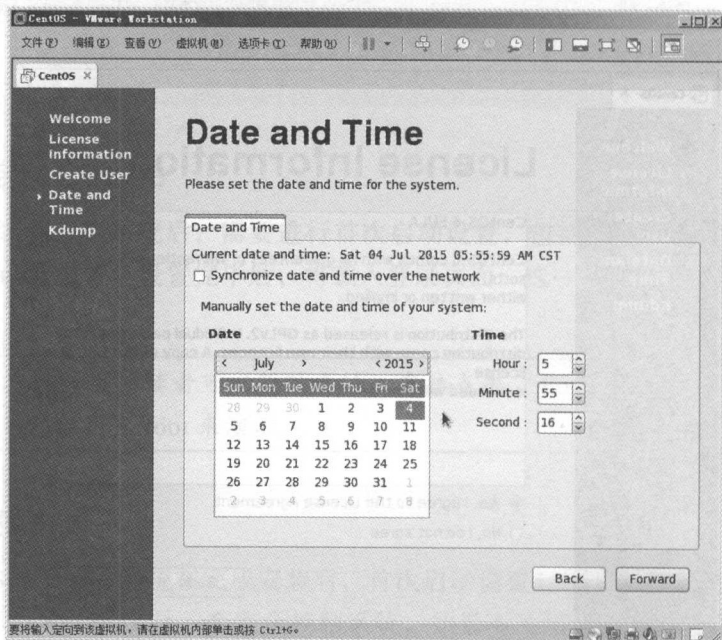 CentOS - VMware Workstation
文件(F) 编辑(E) 查看(V) 虚拟机(M) 选项卡(T) 帮助(H)
CentOS ×
Welcome
License
Information
Create User
Date and
Time
Kdump
Date and Time
Please set the date and time for the system.
Date and Time
Current date and time: Sat 04 Jul 2015 05:55:59 AM CST
Synchronize date and time over the network
Manually set the date and time of your system:
Date
Time
< July > < 2015 >
Sun Mon Tue Wed Thu Fri Sat
28 29 30 1 2 3 4
5 6 7 8 9 10 11
12 13 14 15 16 17 18
19 20 21 22 23 24 25
26 27 28 29 30 31 1
2 3 4 5 6 7 8
Hour : 5
Minute : 55
Second : 16
Back Forward
要将输入定向到该虚拟机，请在虚拟机内部单击或按 Ctrl+G。